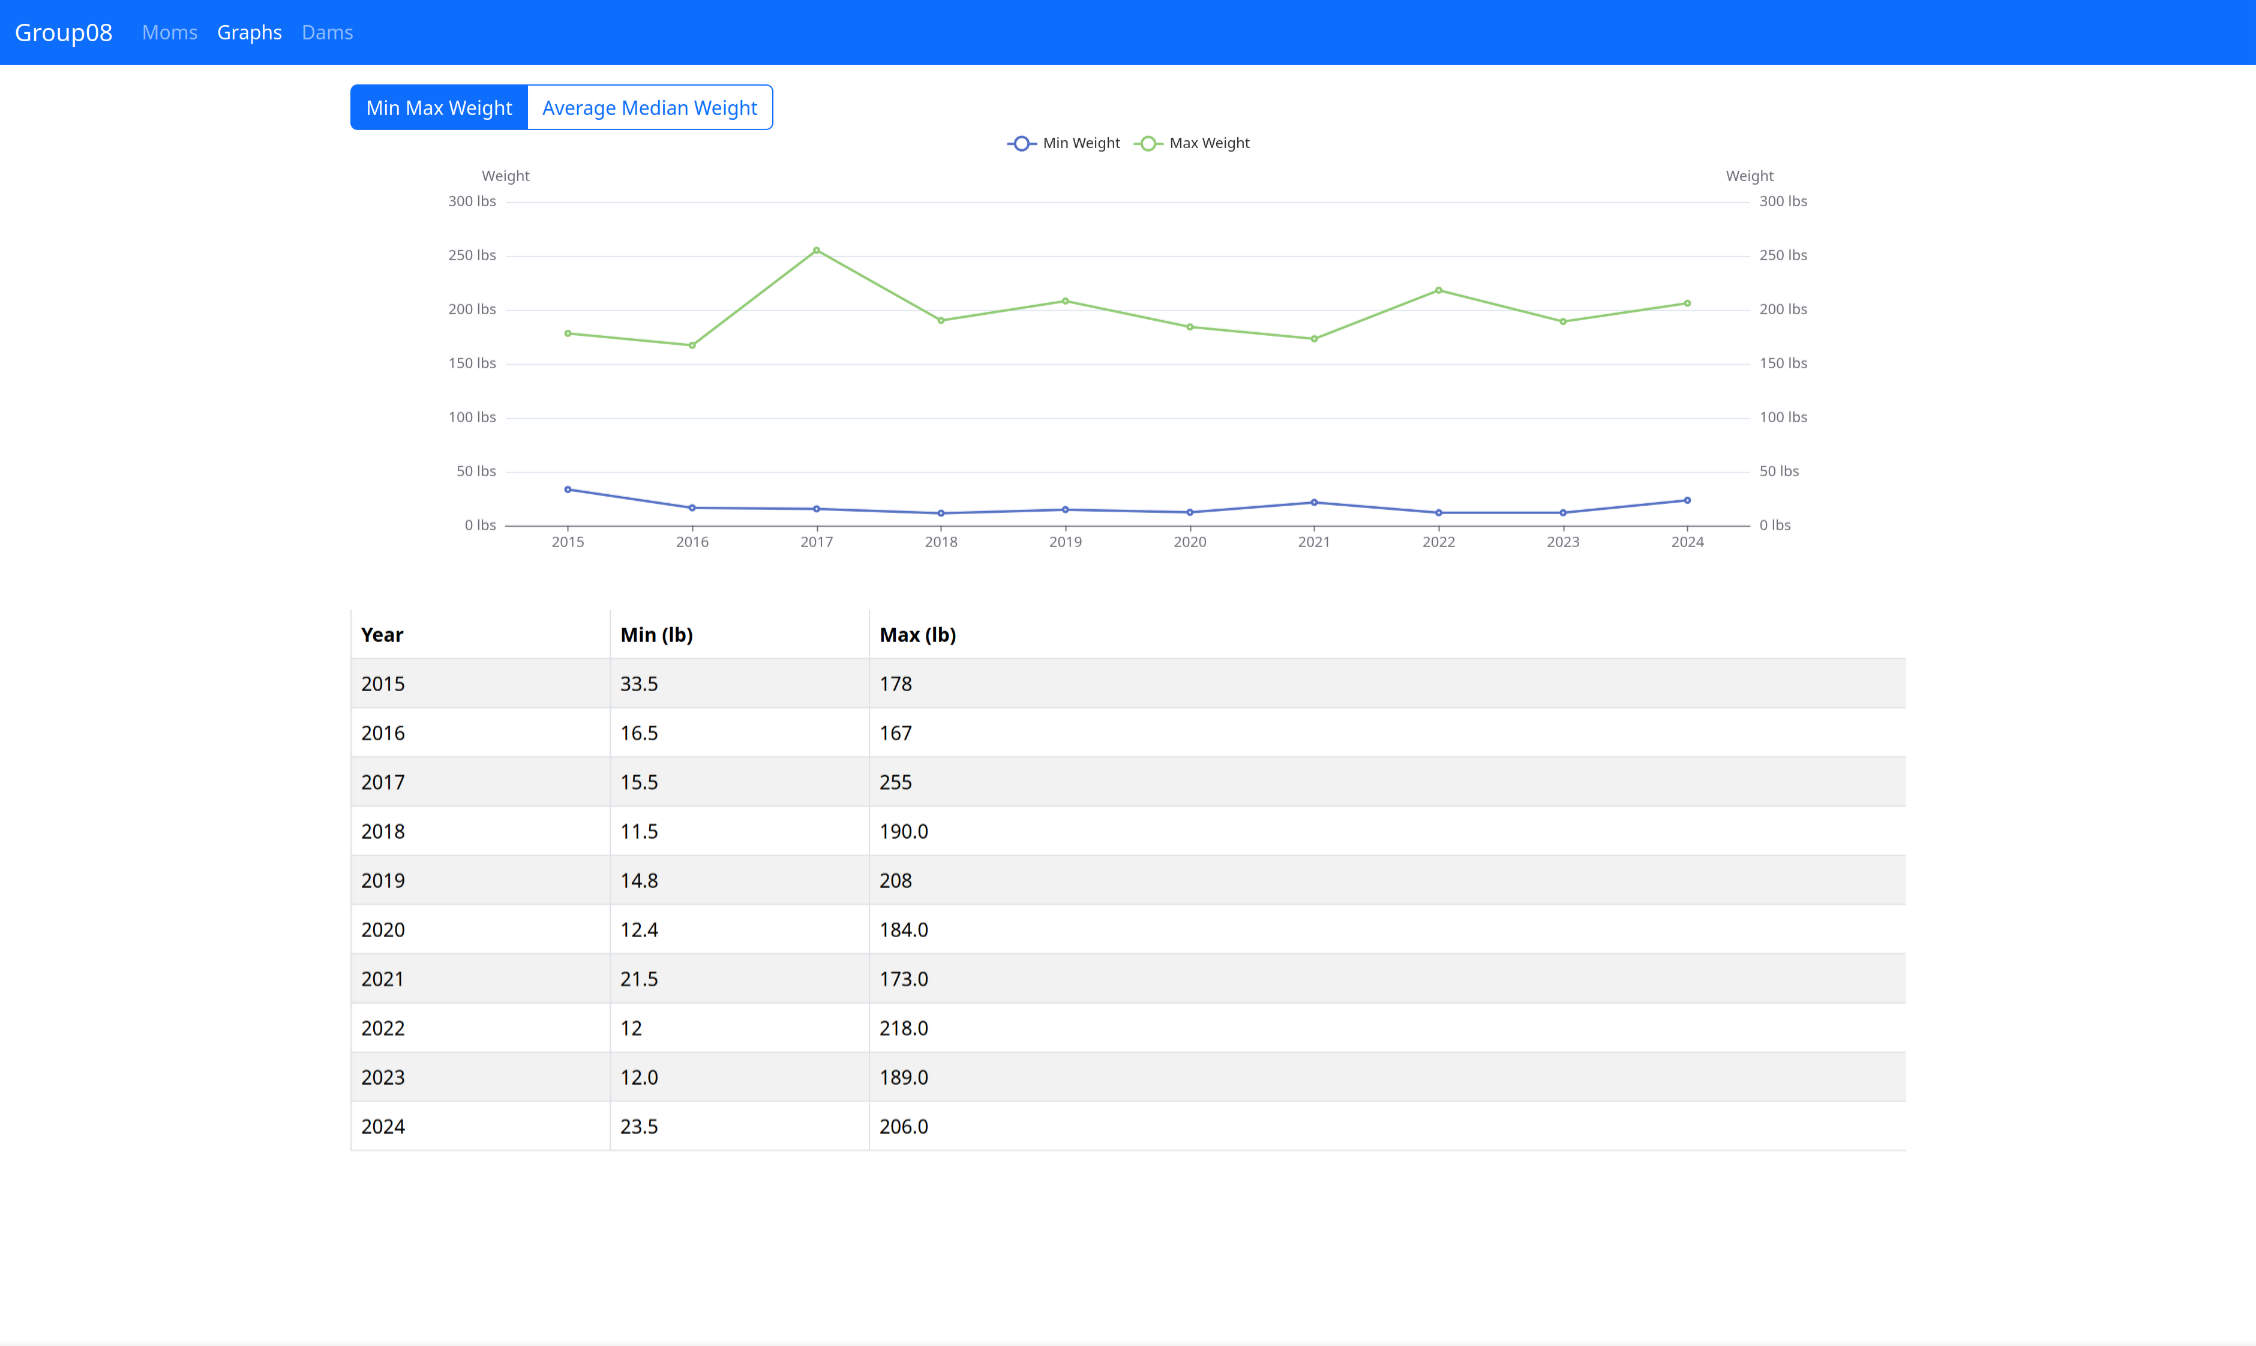 Group08 Moms Graphs Dams
Min Max Weight Average Median Weight
Min Weight Max Weight
Weight Weight
300 lbs 300 lbs
250 lbs 250 lbs
200 lbs 200 lbs
150 lbs 150 lbs
100 lbs 100 lbs
50 lbs 50 lbs
0 lbs 0 lbs
2015 2016 2017 2018 2019 2020 2021 2022 2023 2024
Year Min (lb) Max (lb)
2015 33.5 178
2016 16.5 167
2017 15.5 255
2018 11.5 190.0
2019 14.8 208
2020 12.4 184.0
2021 21.5 173.0
2022 12 218.0
2023 12.0 189.0
2024 23.5 206.0